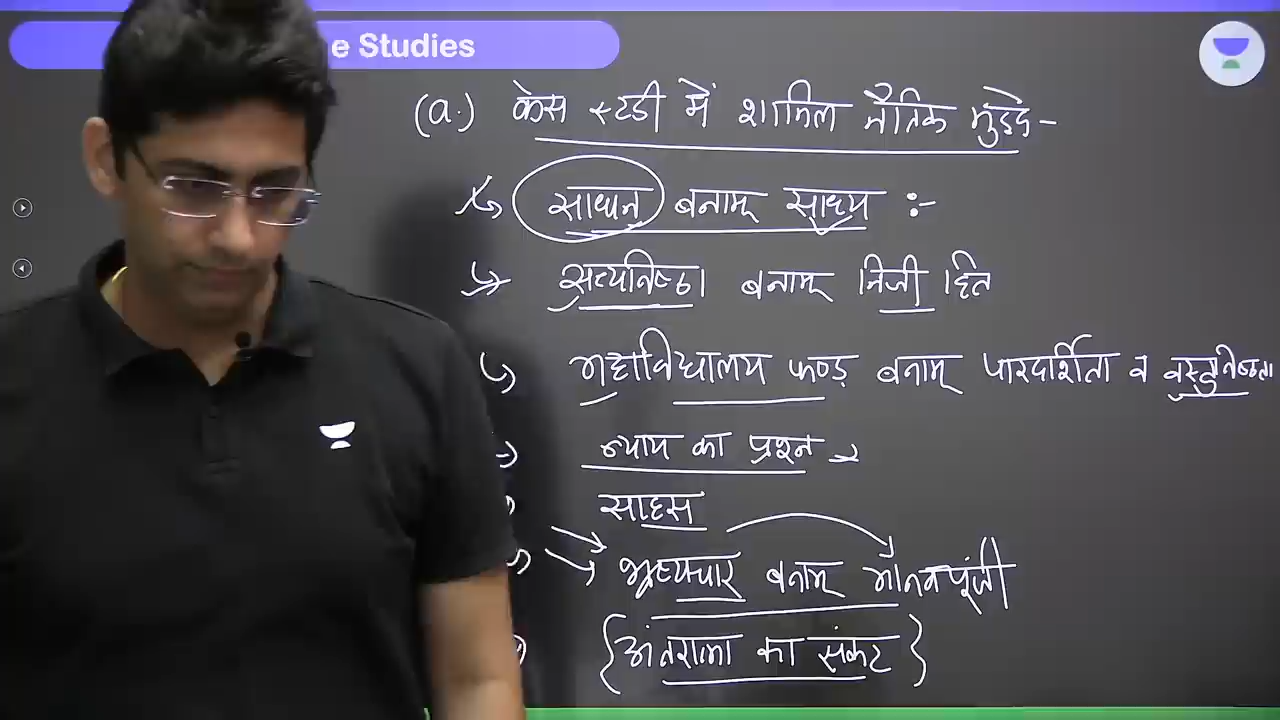 e Studies
(a.) केस स्टडी में शामिल नैतिक मुद्दे -
साधन बनाम साध्य :-
सत्यनिष्ठा बनाम निजी हित
महाविद्यालय फण्ड बनाम पारदर्शिता व वस्तुनिष्ठता
न्याय का प्रश्न
साहस
भ्रष्टाचार बनाम मानवपूंजी
{अंतरात्मा का संकट}